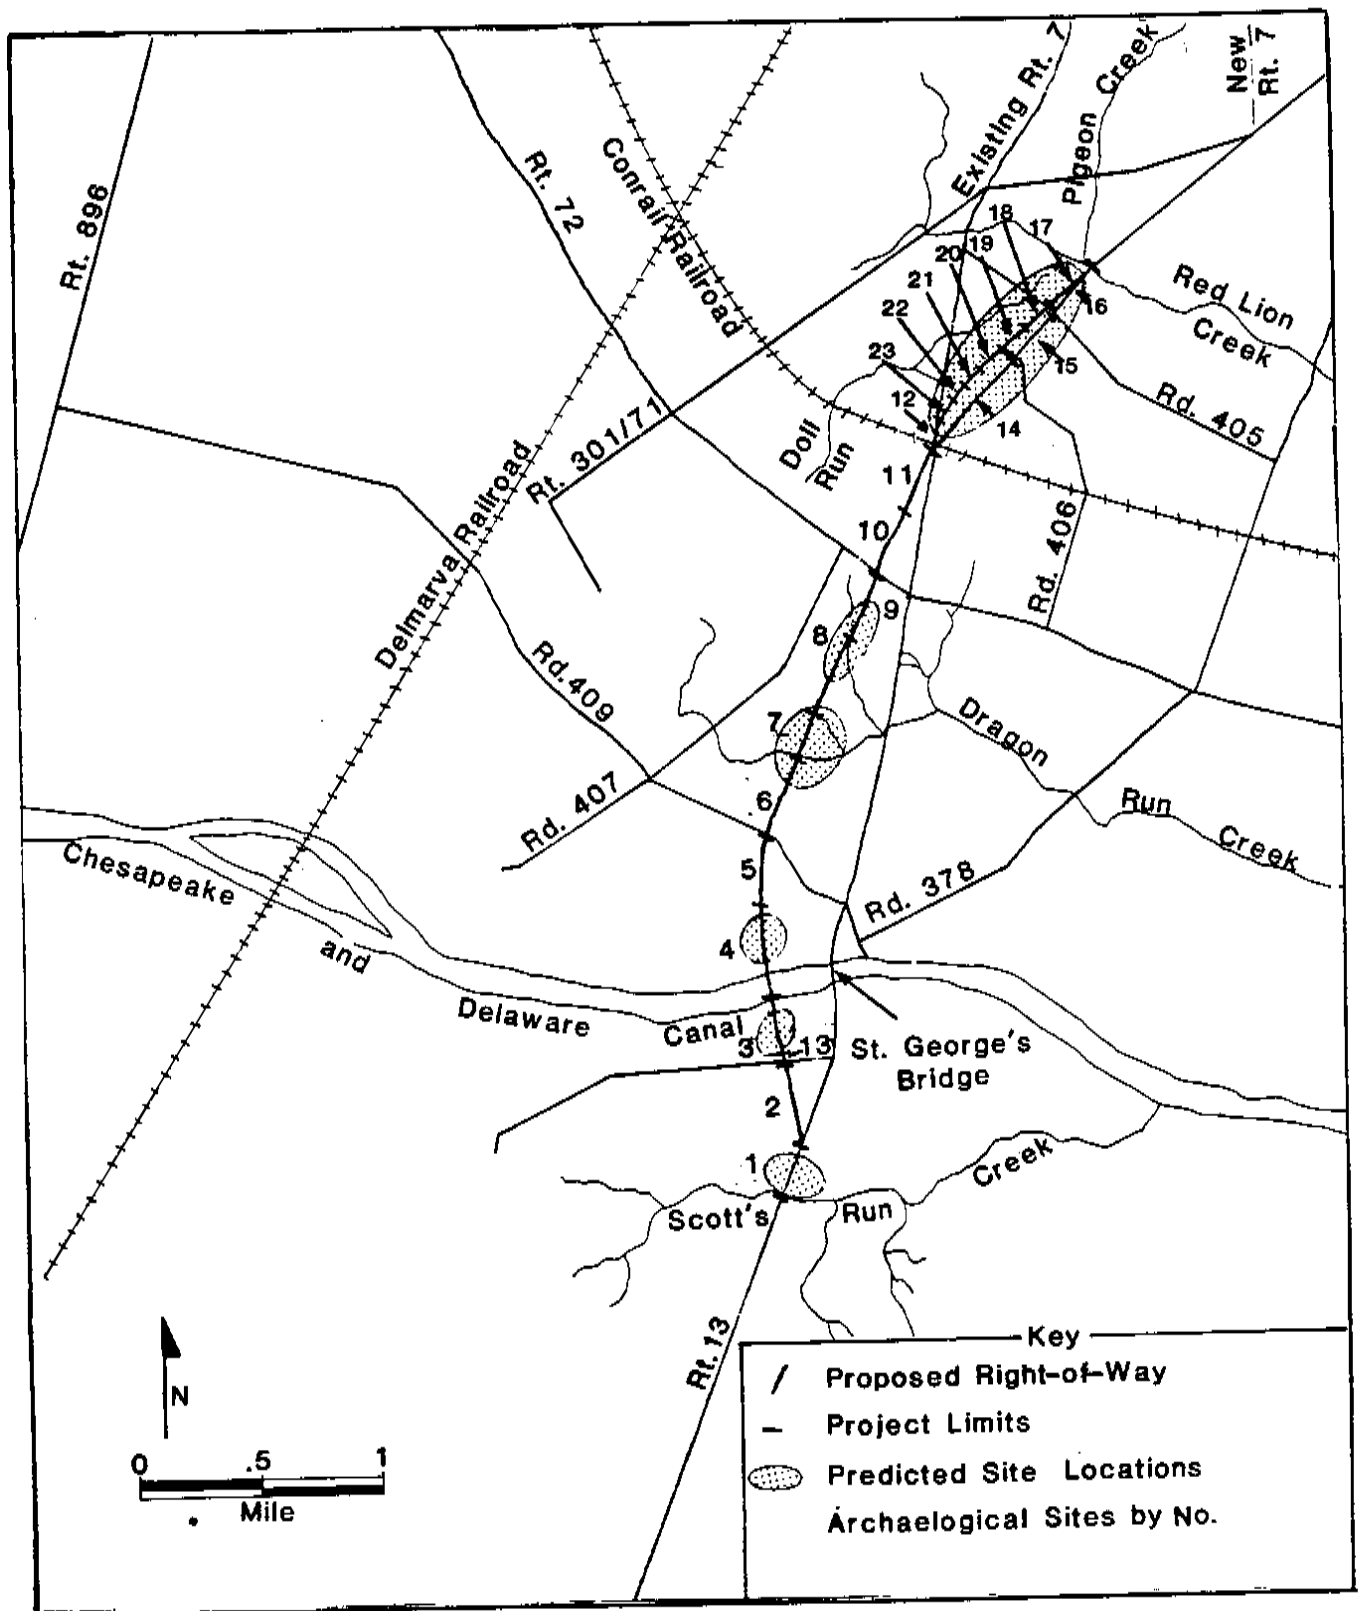 New
Rt. 7
Existing Rt. 7
Pigeon Creek
Rt. 896
Rt. 72
Conrail Railroad
18
17
20
19
21
22
23
12
16
15
14
Red Lion
Creek
Rd. 405
Doll
Run
Rt. 301/71
11
10
Rd. 406
Delmarva Railroad
9
8
Rd. 409
7
Dragon
Run
Creek
Rd. 407
6
5
Rd. 378
4
Chesapeake
and
Delaware
Canal
3
13
St. George's
Bridge
2
1
Creek
Scott's
Run
Rt. 13
N
0
.5
1
Mile
Key
Proposed Right-of-Way
Project Limits
Predicted Site Locations
Archaelogical Sites by No.